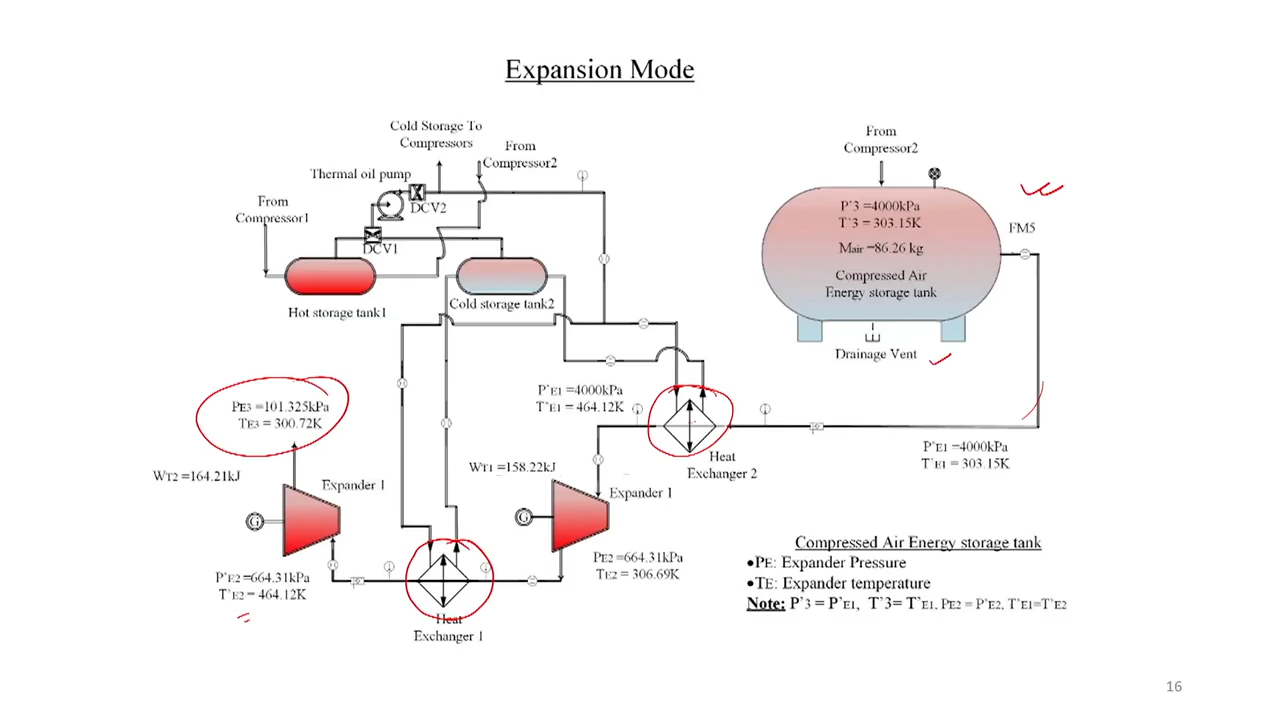 Expansion Mode
Cold Storage To
Compressors
From
Compressor2
Thermal oil pump
DCV2
From
Compressor1
DCV1
Hot storage tank1
Cold storage tank2
From
Compressor2
P`3 =4000kPa
T`3 = 303.15K
Mair =86.26 kg
Compressed Air
Energy storage tank
FM5
Drainage Vent
P`E1 =4000kPa
T`E1 = 464.12K
PE3 =101.325kPa
TE3 = 300.72K
P`E1 =4000kPa
T`E1 = 303.15K
Heat
Exchanger 2
WT2 =164.21kJ
WT1 =158.22kJ
Expander 1
Expander 1
G
G
PE2 =664.31kPa
TE2 = 306.69K
P`E2 =664.31kPa
T`E2 = 464.12K
Heat
Exchanger 1
Compressed Air Energy storage tank
•PE: Expander Pressure
•TE: Expander temperature
Note: P`3 = P`E1, T`3= T`E1, PE2 = P`E2, T`E1=T`E2
16